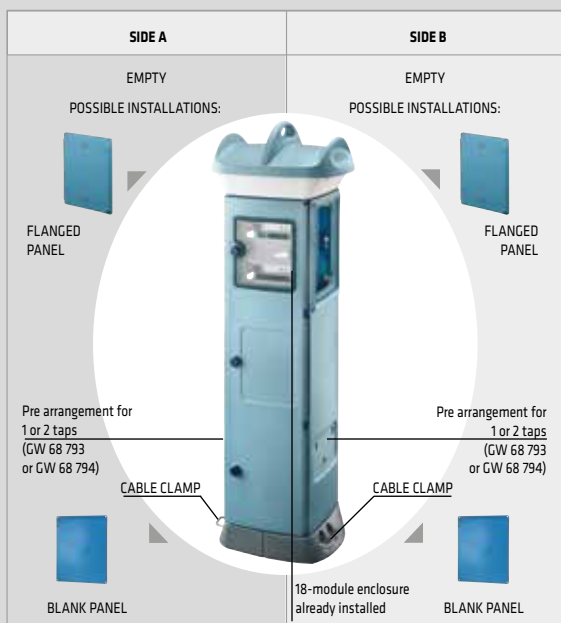 SIDE A
SIDE B
EMPTY
EMPTY
POSSIBLE INSTALLATIONS:
POSSIBLE INSTALLATIONS:
FLANGED
PANEL
FLANGED
PANEL
Pre arrangement for
1 or 2 taps
(GW 68 793
or GW 68 794)
Pre arrangement for
1 or 2 taps
(GW 68 793
or GW 68 794)
CABLE CLAMP
CABLE CLAMP
18-module enclosure
already installed
BLANK PANEL
BLANK PANEL